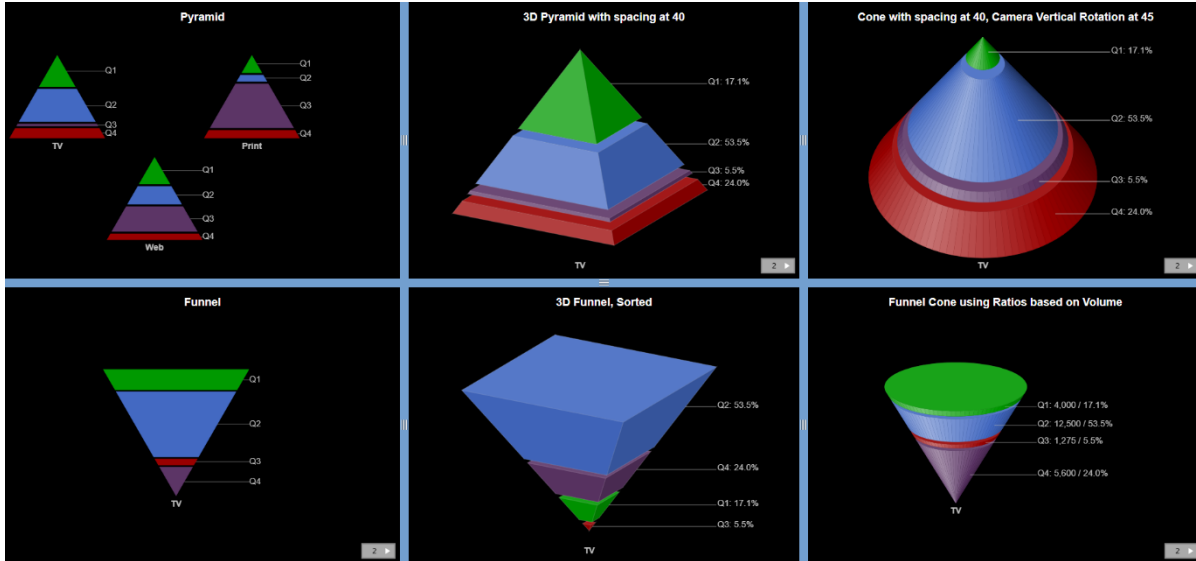 Pyramid
Q1
Q2
Q3
Q4
TV
Q1
Q2
Q3
Q4
Print
Q1
Q2
Q3
Q4
Web
3D Pyramid with spacing at 40
Q1: 17.1%
Q2: 53.5%
Q3: 5.5%
Q4: 24.0%
TV
2
Cone with spacing at 40, Camera Vertical Rotation at 45
Q1: 17.1%
Q2: 53.5%
Q3: 5.5%
Q4: 24.0%
TV
2
Funnel
Q1
Q2
Q3
Q4
TV
2
3D Funnel, Sorted
Q2: 53.5%
Q4: 24.0%
Q1: 17.1%
Q3: 5.5%
TV
Funnel Cone using Ratios based on Volume
Q1: 4,000 / 17.1%
Q2: 12,500 / 53.5%
Q3: 1,275 / 5.5%
Q4: 5,600 / 24.0%
TV
2